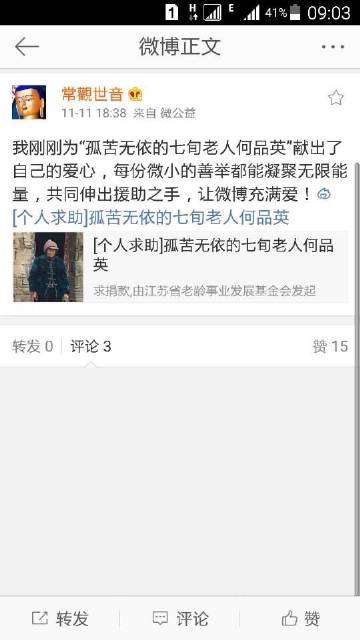 1 H E 41% 09:03
微博正文
常觀世音
11-11 18:38 来自 微公益
我刚刚为“孤苦无依的七旬老人何品英”献出了
自己的爱心，每份微小的善举都能凝聚无限能
量，共同伸出援助之手，让微博充满爱！
[个人求助]孤苦无依的七旬老人何品英
[个人求助]孤苦无依的七旬老人何品
英
求捐款,由江苏省老龄事业发展基金会发起
转发 0 评论 3 赞 15
转发 评论 赞